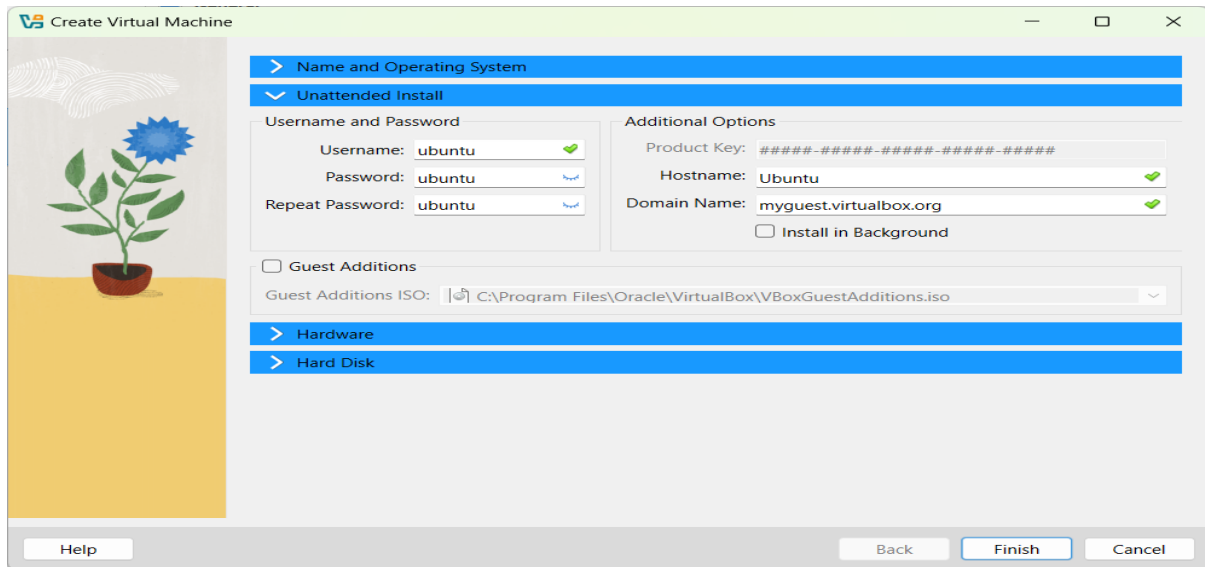 Create Virtual Machine
Name and Operating System
Unattended Install
Username and Password
Username: ubuntu
Password: ubuntu
Repeat Password: ubuntu
Additional Options
Product Key: #####-#####-#####-#####-#####
Hostname: Ubuntu
Domain Name: myguest.virtualbox.org
Install in Background
Guest Additions
Guest Additions ISO: C:\Program Files\Oracle\VirtualBox\VBoxGuestAdditions.iso
Hardware
Hard Disk
Help Back Finish Cancel